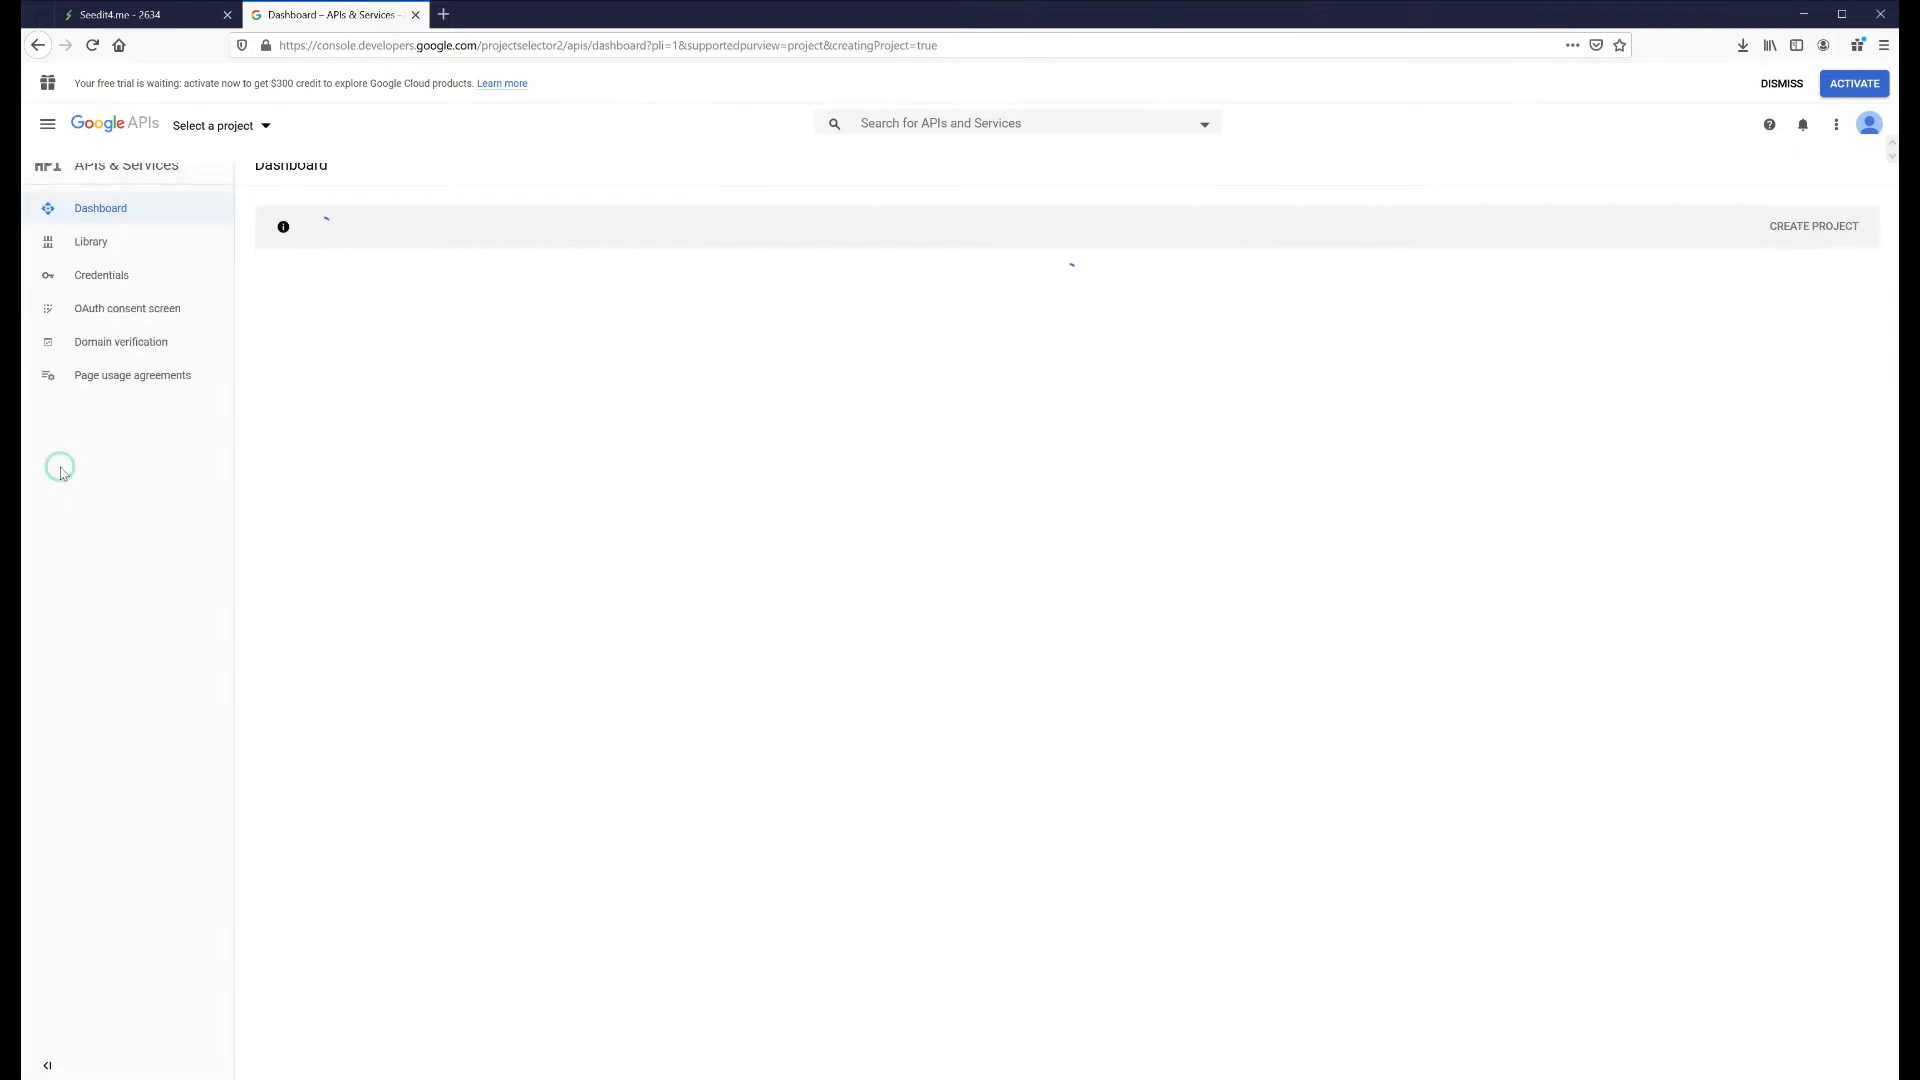 Seedit4.me - 2634
Dashboard – APIs & Services -
https://console.developers.google.com/projectselector2/apis/dashboard?pli=1&supportedpurview=project&creatingProject=true
Your free trial is waiting: activate now to get $300 credit to explore Google Cloud products. Learn more
DISMISS
ACTIVATE
Google APIs
Select a project
Search for APIs and Services
API APIs & Services
Dashboard
Dashboard
CREATE PROJECT
Library
Credentials
OAuth consent screen
Domain verification
Page usage agreements